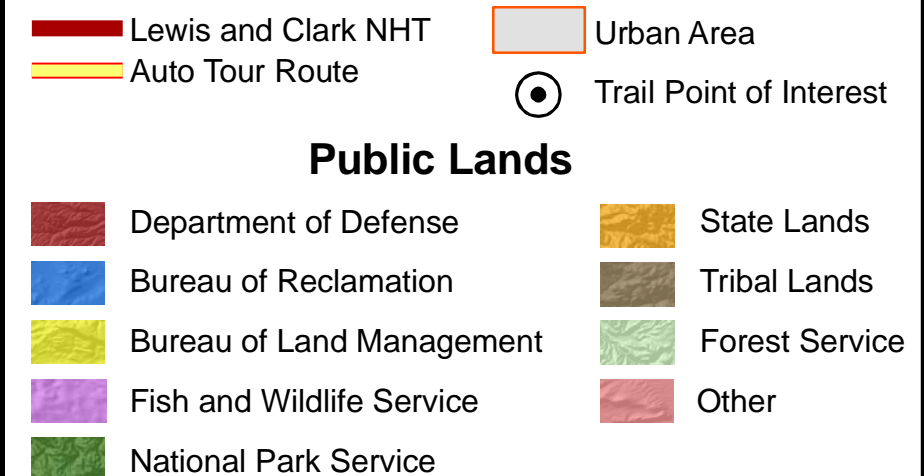 Lewis and Clark NHT
Auto Tour Route
Urban Area
Trail Point of Interest
Public Lands
Department of Defense
Bureau of Reclamation
Bureau of Land Management
Fish and Wildlife Service
National Park Service
State Lands
Tribal Lands
Forest Service
Other